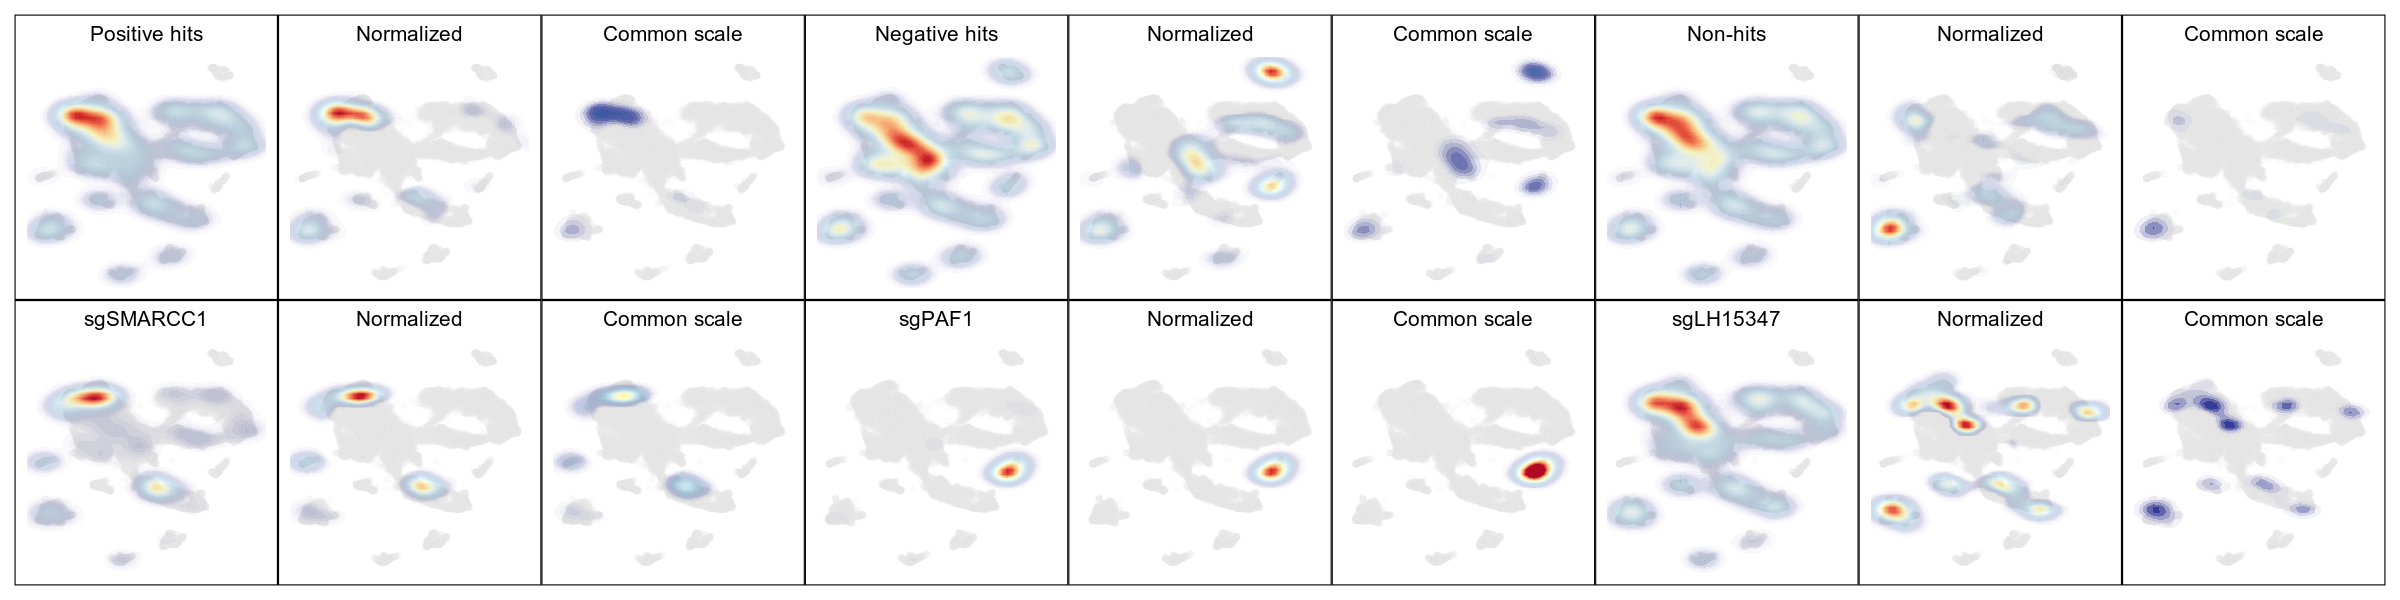 Positive hits
Normalized
Common scale
Negative hits
Normalized
Common scale
Non-hits
Normalized
Common scale
sgSMARCC1
Normalized
Common scale
sgPAF1
Normalized
Common scale
sgLH15347
Normalized
Common scale